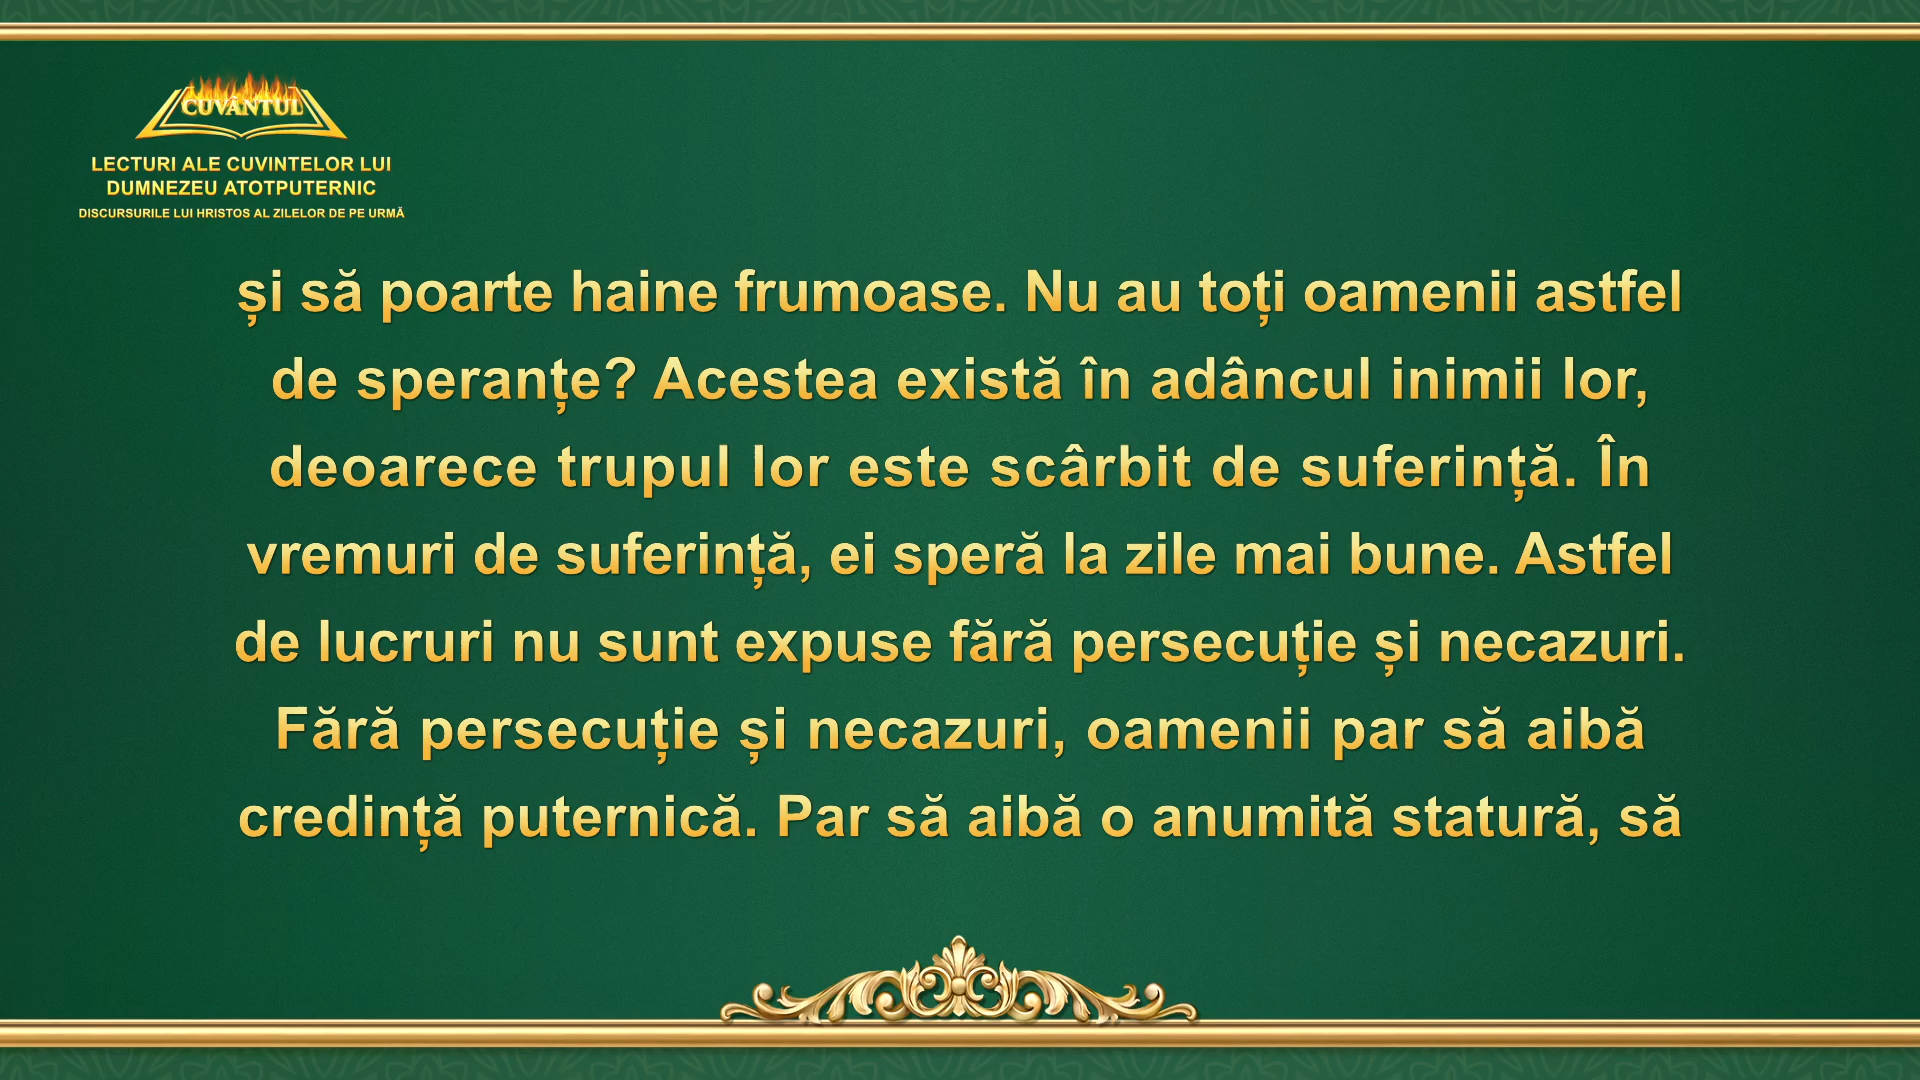 CUVÂNTUL
LECTURI ALE CUVINTELOR LUI
DUMNEZEU ATOTPUTERNIC
DISCURSURILE LUI HRISTOS AL ZILELOR DE PE URMĂ
și să poarte haine frumoase. Nu au toți oamenii astfel
de speranțe? Acestea există în adâncul inimii lor,
deoarece trupul lor este scârbit de suferință. În
vremuri de suferință, ei speră la zile mai bune. Astfel
de lucruri nu sunt expuse fără persecuție și necazuri.
Fără persecuție și necazuri, oamenii par să aibă
credință puternică. Par să aibă o anumită statură, să